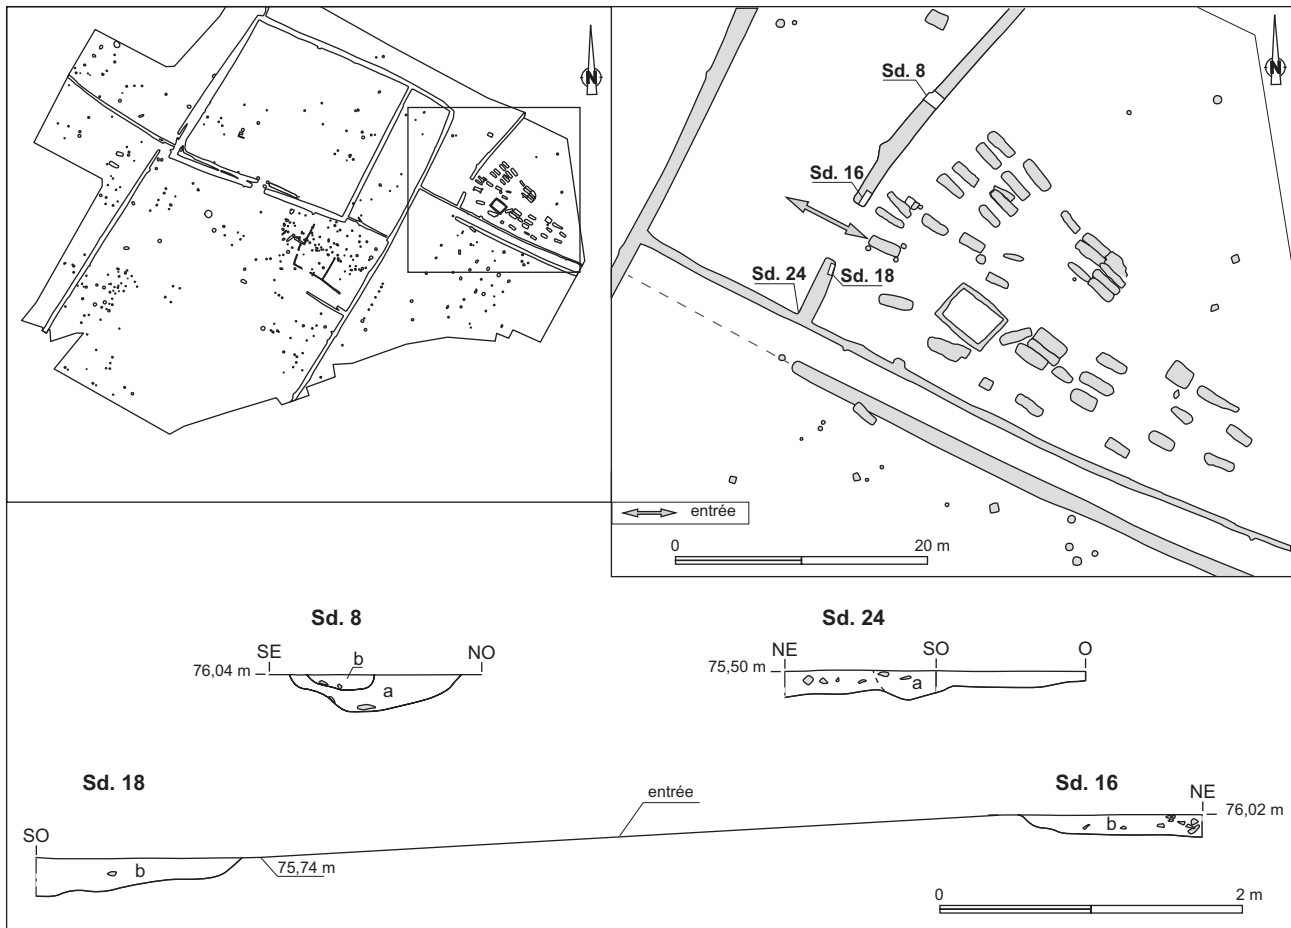 N
N
Sd. 8
Sd. 16
Sd. 24
Sd. 18
entrée
0 20 m
Sd. 8
SE NO
76,04 m
b
a
Sd. 24
NE SO O
75,50 m
a
Sd. 18
SO
b
75,74 m
entrée
Sd. 16
NE
76,02 m
b
0 2 m